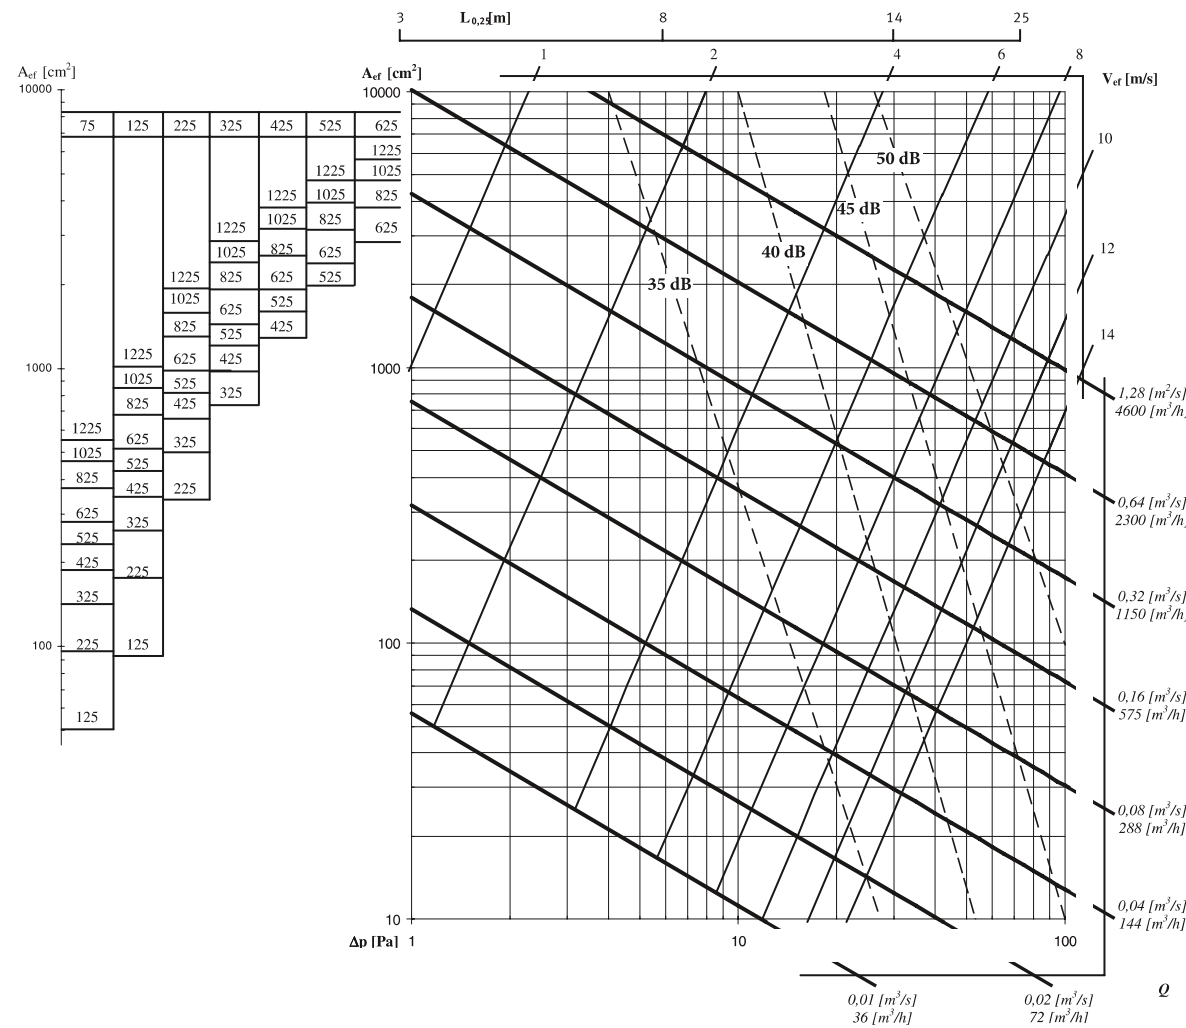 3 L0,25[m] 8 14 25
1 2 4 6 8
Aef [cm²] Aef [cm²] Vef [m/s]
10000 10000
75 125 225 325 425 525 625
10
50 dB
1225
1225 1025
1225 1025 825
45 dB
1225 1025 825 625
12
1025 825 625 40 dB
1225 825 625 525 35 dB
1025 625 525
825 525 425
14
1225 625 425
1000 1000
1025 525 325
825 425
1,28 [m²/s]
4600 [m³/h]
1225 625 325
1025 525
825 425 225
0,64 [m³/s]
2300 [m³/h]
625 325
525
425 225
325
0,32 [m³/s]
1150 [m³/h]
225 125
100 100
0,16 [m³/s]
575 [m³/h]
125
0,08 [m³/s]
288 [m³/h]
10
0,04 [m³/s]
144 [m³/h]
Δp [Pa] 1 10 100
Q
0,01 [m³/s] 0,02 [m³/s]
36 [m³/h] 72 [m³/h]